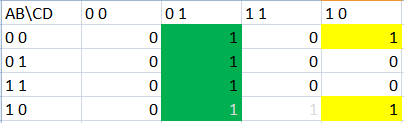 AB\CD 0 0 0 1 1 1 1 0
0 0 0 1 0 1
0 1 0 1 0 0
1 1 0 1 0 0
1 0 0 1 1 1